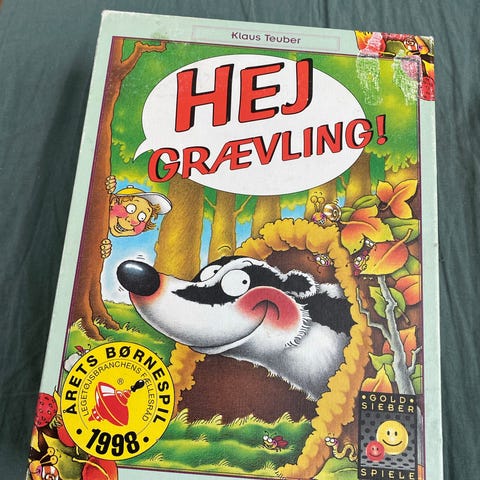 Klaus Teuber
HEJ
GRÆVLING!
ÅRETS BØRNESPIL
LEGETØJSBRANCHENS FÆLLESRÅD
®
· 1998 ·
· GOLD ·
SIEBER
SPIELE